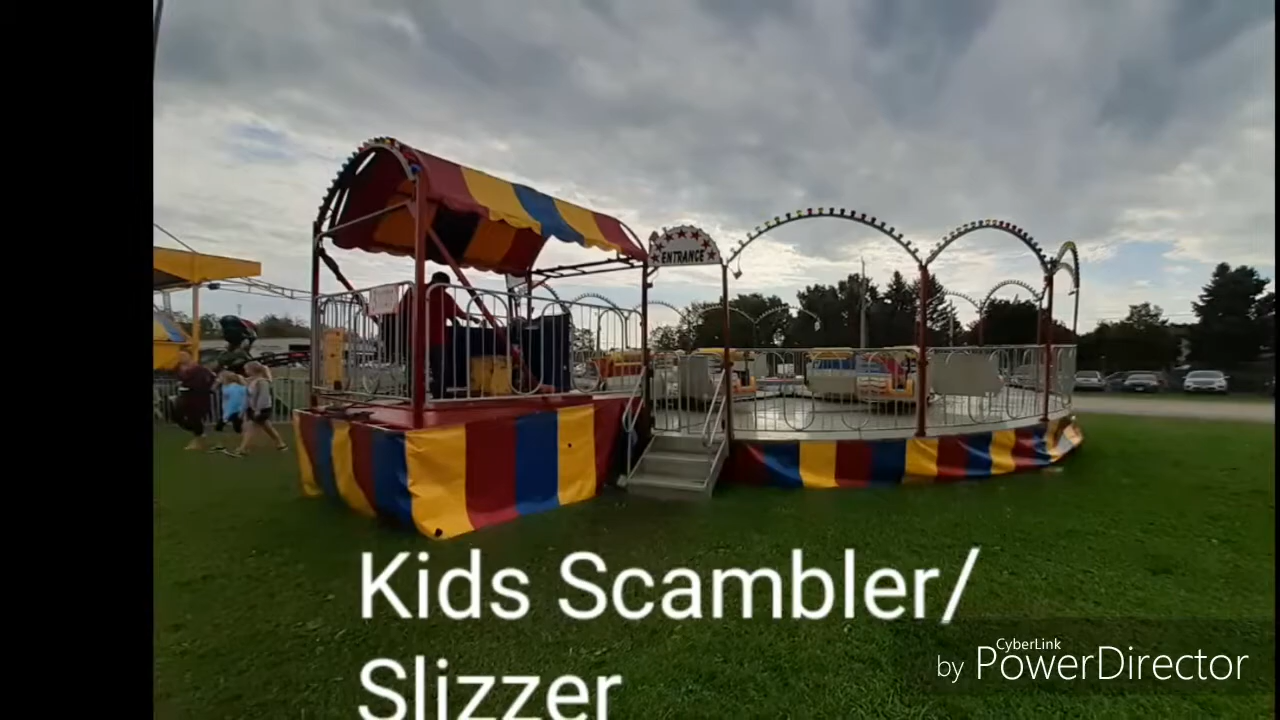 ENTRANCE
Kids Scambler/
Slizzer
CyberLink
by PowerDirector